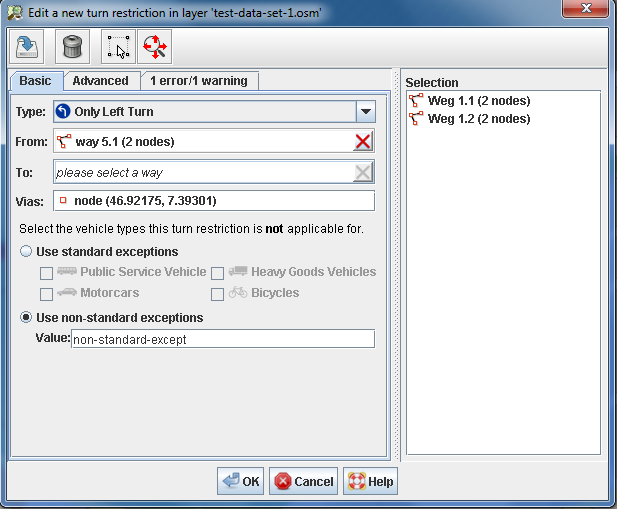 Edit a new turn restriction in layer 'test-data-set-1.osm'
Basic
Advanced
1 error/1 warning
Type: Only Left Turn
From: way 5.1 (2 nodes)
To: please select a way
Vias: node (46.92175, 7.39301)
Select the vehicle types this turn restriction is not applicable for.
Use standard exceptions
Public Service Vehicle
Heavy Goods Vehicles
Motorcars
Bicycles
Use non-standard exceptions
Value: non-standard-except
Selection
Weg 1.1 (2 nodes)
Weg 1.2 (2 nodes)
OK
Cancel
Help